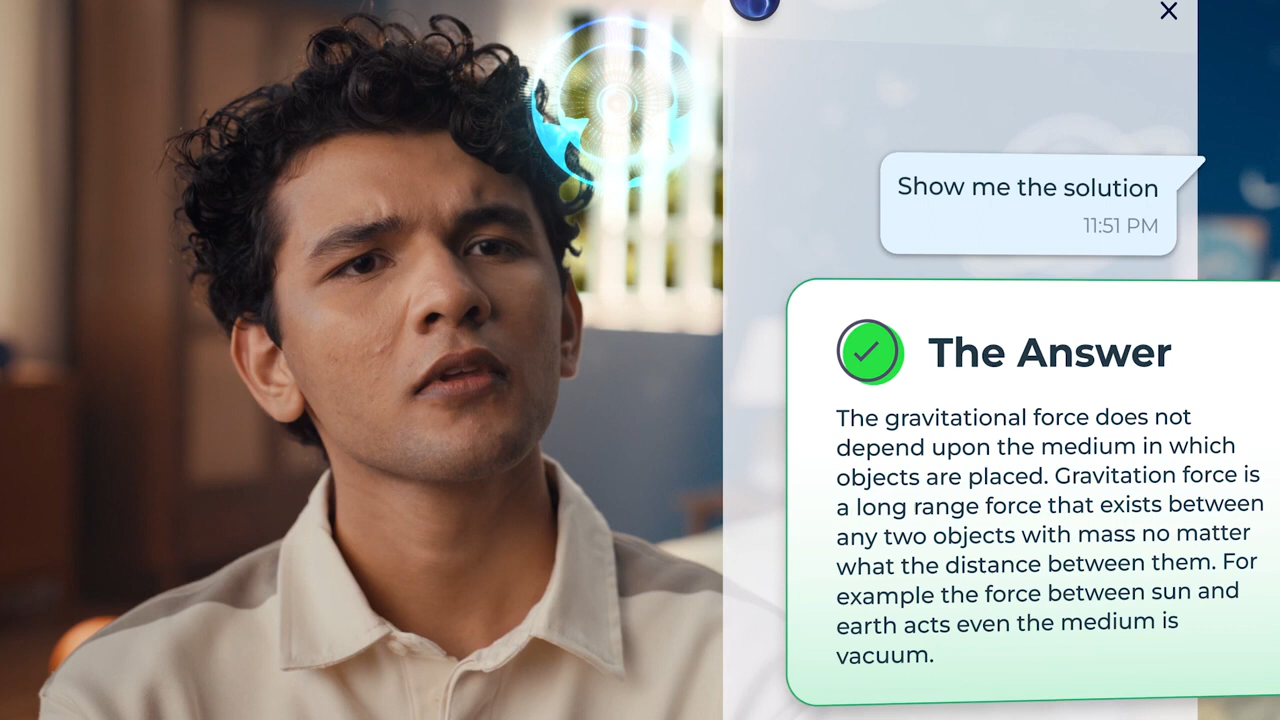 Show me the solution
11:51 PM
The Answer
The gravitational force does not
depend upon the medium in which
objects are placed. Gravitation force is
a long range force that exists between
any two objects with mass no matter
what the distance between them. For
example the force between sun and
earth acts even the medium is
vacuum.